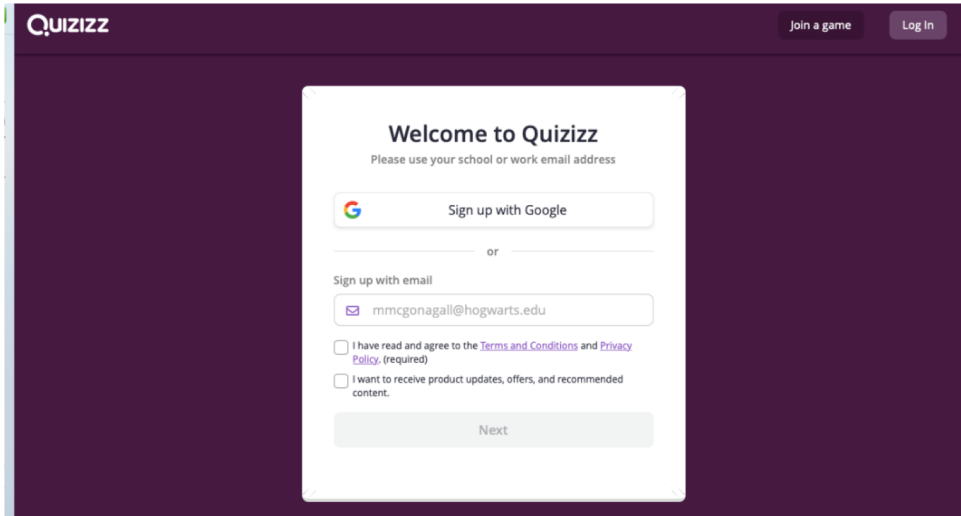 QUIZIZZ
Join a game
Log In
Welcome to Quizizz
Please use your school or work email address
Sign up with Google
or
Sign up with email
mmcgonagall@hogwarts.edu
I have read and agree to the Terms and Conditions and Privacy
Policy. (required)
I want to receive product updates, offers, and recommended
content.
Next